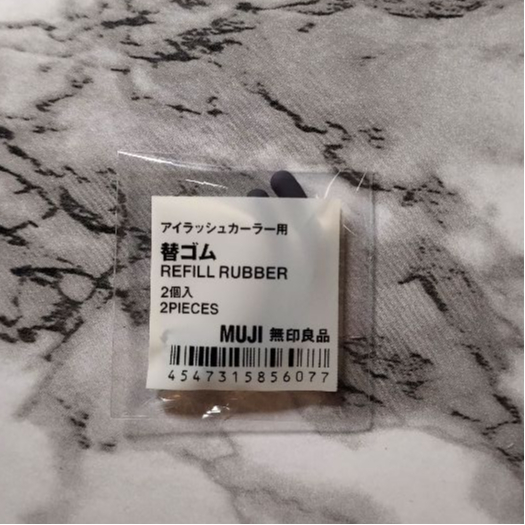 アイラッシュカーラー用
替ゴム
REFILL RUBBER
2個入
2PIECES
MUJI 無印良品
4547315856077